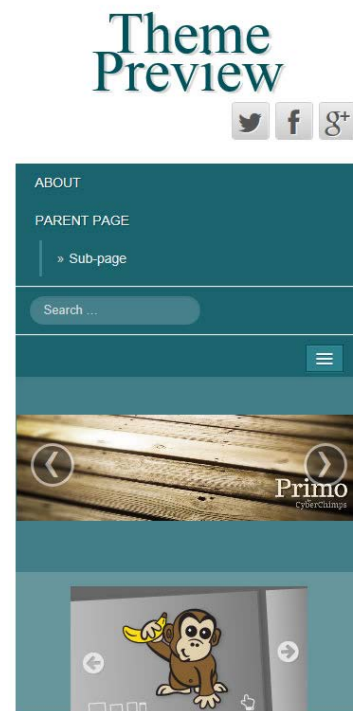 Theme
Preview
g+
ABOUT
PARENT PAGE
» Sub-page
Search ...
Primo
CyberChimps